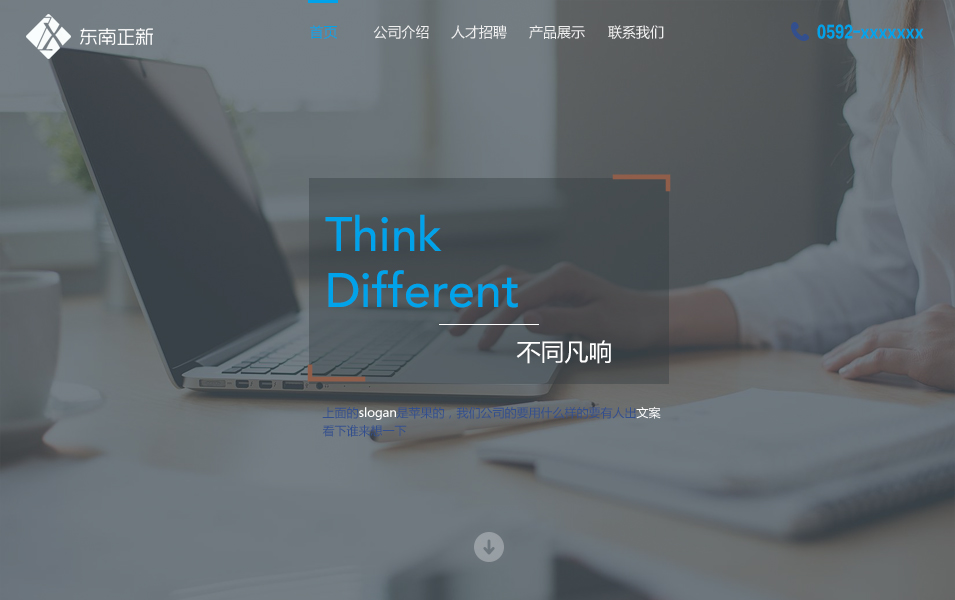 东南正新
首页 公司介绍 人才招聘 产品展示 联系我们
0592-xxxxxxx
Think
Different
不同凡响
上面的slogan是苹果的，我们公司的要用什么样的要有人出文案
看下谁来想一下